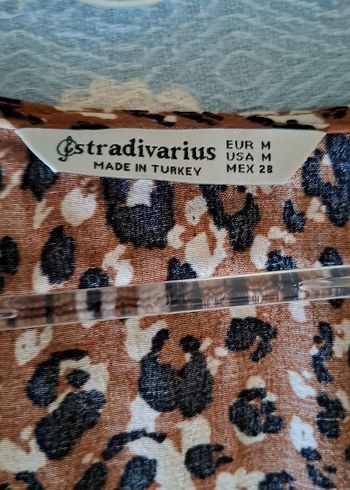 stradivarius
MADE IN TURKEY
EUR M
USA M
MEX 28